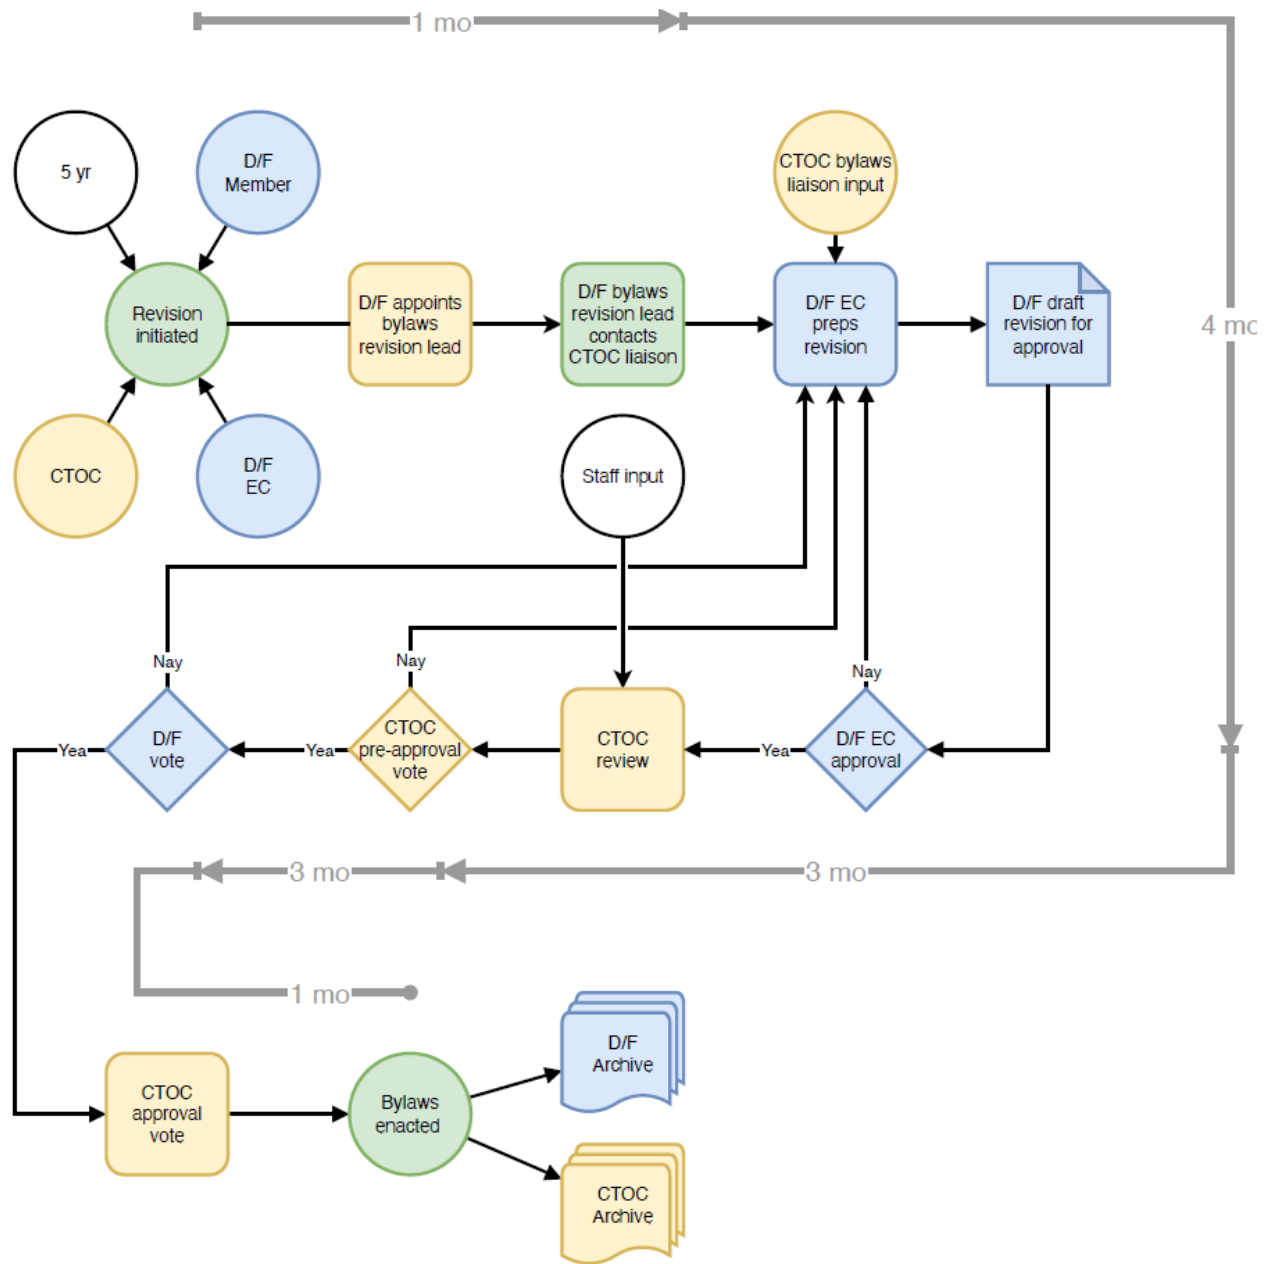 1 mo
5 yr
D/F
Member
CTOC bylaws
liaison input
Revision
initiated
D/F appoints
bylaws
revision lead
D/F bylaws
revision lead
contacts
CTOC liaison
D/F EC
preps
revision
D/F draft
revision for
approval
4 mo
CTOC
D/F
EC
Staff input
Nay
Nay
Nay
Yea
D/F
vote
Yea
CTOC
pre-approval
vote
CTOC
review
Yea
D/F EC
approval
3 mo
3 mo
1 mo
D/F
Archive
CTOC
approval
vote
Bylaws
enacted
CTOC
Archive